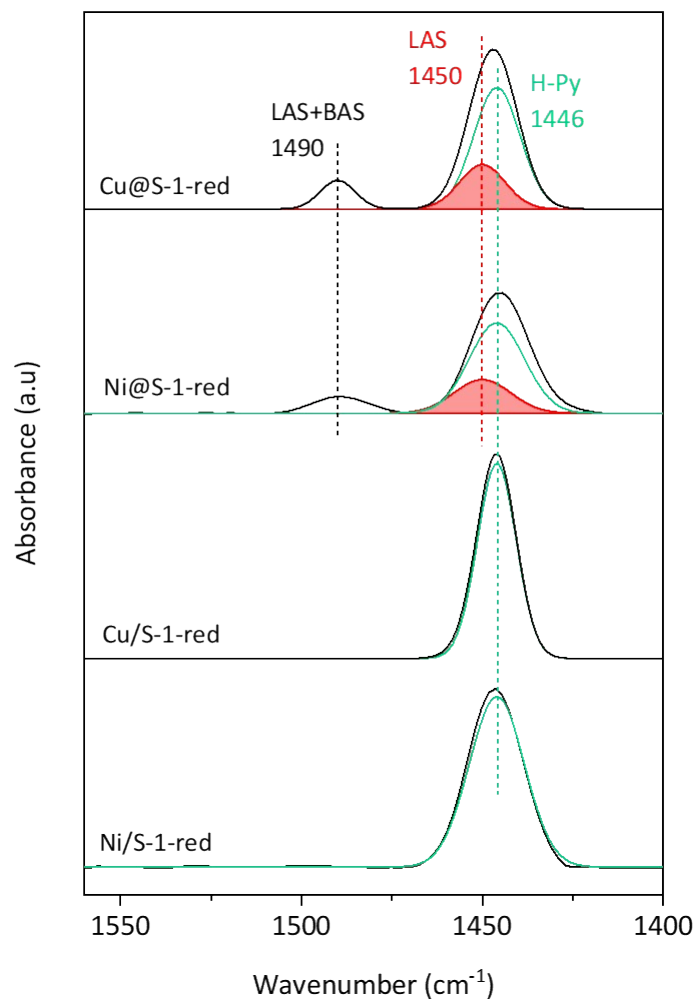 LAS
1450
H-Py
1446
LAS+BAS
1490
Cu@S-1-red
Ni@S-1-red
Cu/S-1-red
Ni/S-1-red
Absorbance (a.u)
1550 1500 1450 1400
Wavenumber (cm⁻¹)